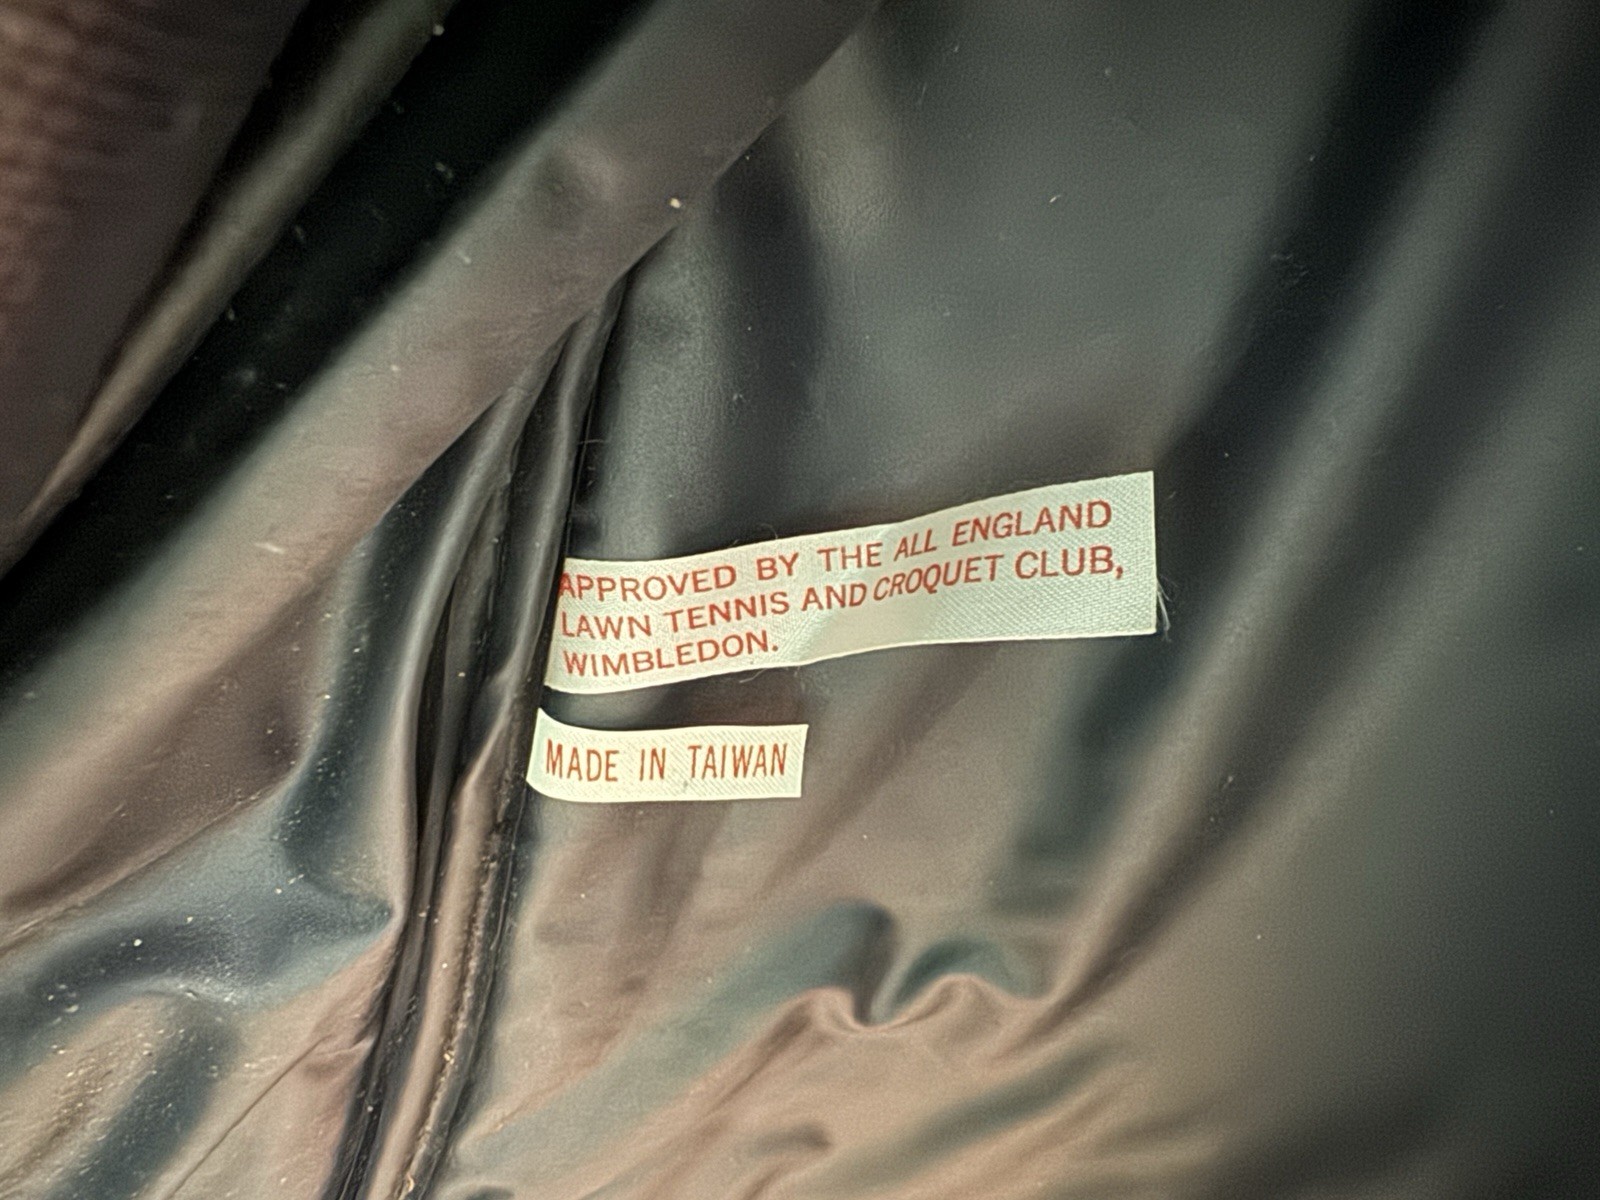 APPROVED BY THE ALL ENGLAND
LAWN TENNIS AND CROQUET CLUB,
WIMBLEDON.
MADE IN TAIWAN